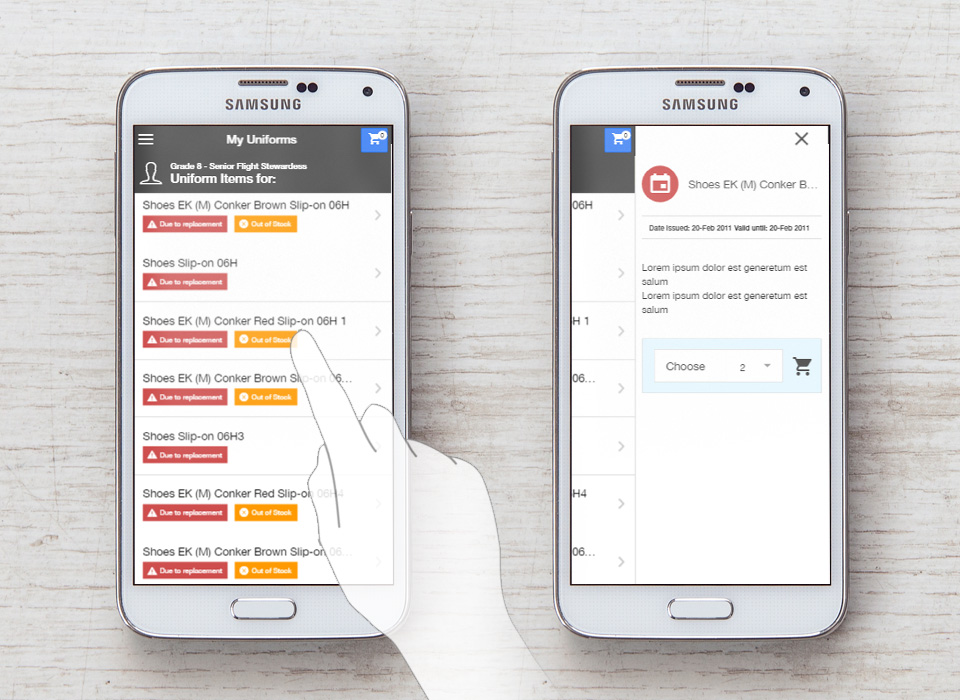 SAMSUNG
My Uniforms
0
Grade 8 - Senior Flight Stewardess
Uniform Items for:
Shoes EK (M) Conker Brown Slip-on 06H
Due to replacement
Out of Stock
Shoes Slip-on 06H
Due to replacement
Shoes EK (M) Conker Red Slip-on 06H 1
Due to replacement
Out of Stock
Shoes EK (M) Conker Brown Slip-on 06...
Due to replacement
Out of Stock
Shoes Slip-on 06H3
Due to replacement
Shoes EK (M) Conker Red Slip-on 06H4
Due to replacement
Out of Stock
Shoes EK (M) Conker Brown Slip-on 06...
Due to replacement
Out of Stock
SAMSUNG
0
06H
H 1
06...
H4
06...
Shoes EK (M) Conker B...
Date Issued: 20-Feb 2011 Valid until: 20-Feb 2011
Lorem ipsum dolor est generetum est
salum
Lorem ipsum dolor est generetum est
salum
Choose 2